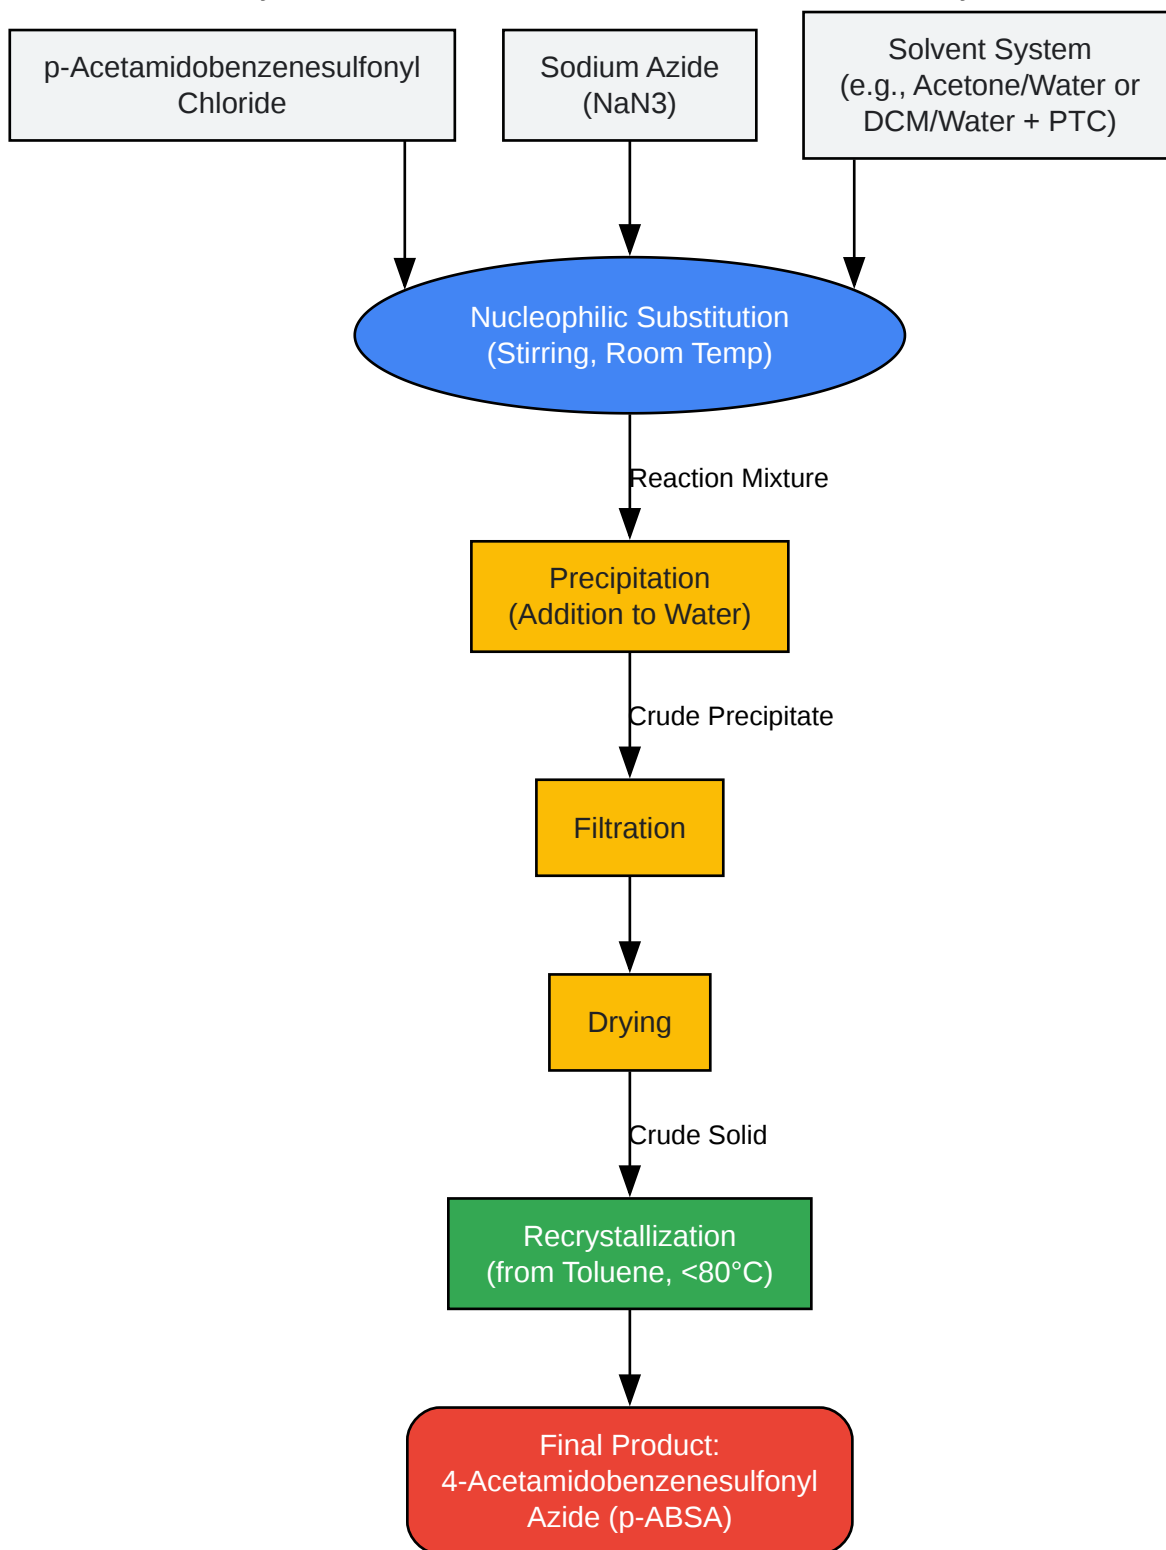 p-Acetamidobenzenesulfonyl
Chloride
Sodium Azide
(NaN3)
Solvent System
(e.g., Acetone/Water or
DCM/Water + PTC)
Nucleophilic Substitution
(Stirring, Room Temp)
Reaction Mixture
Precipitation
(Addition to Water)
Crude Precipitate
Filtration
Drying
Crude Solid
Recrystallization
(from Toluene, <80°C)
Final Product:
4-Acetamidobenzenesulfonyl
Azide (p-ABSA)